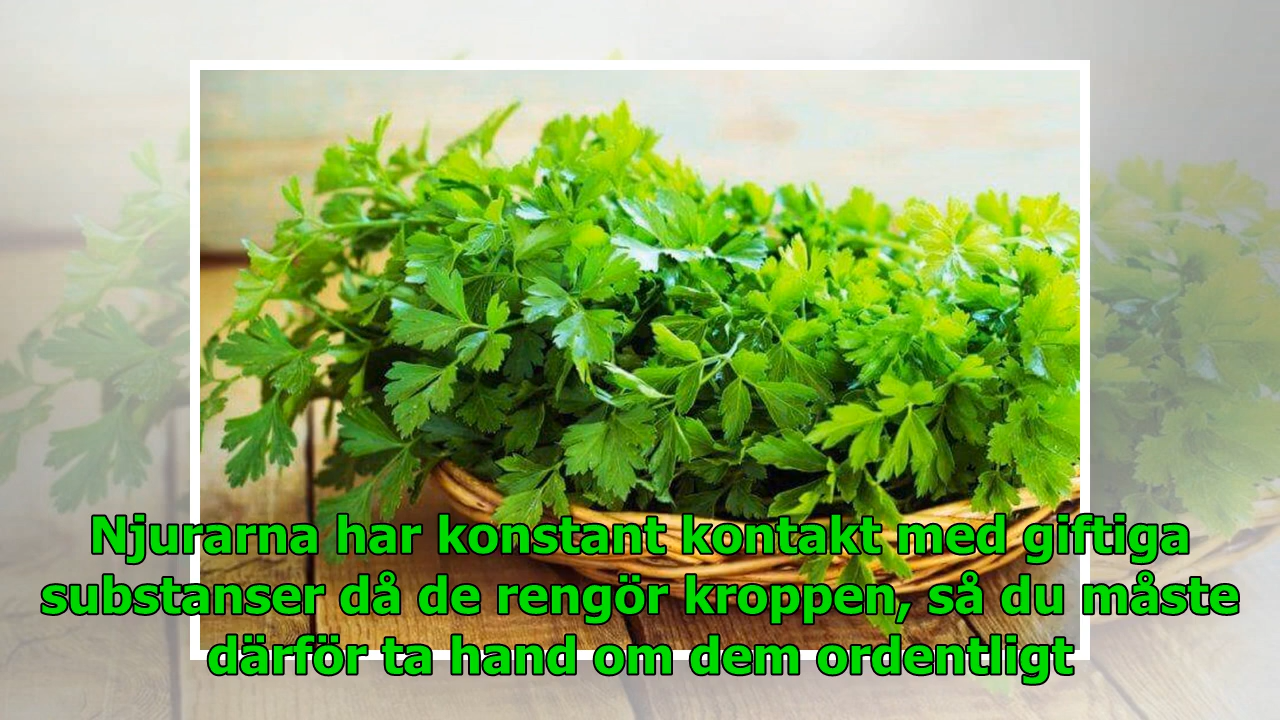 Njurarna har konstant kontakt med giftiga
substanser då de rengör kroppen, så du måste
därför ta hand om dem ordentligt